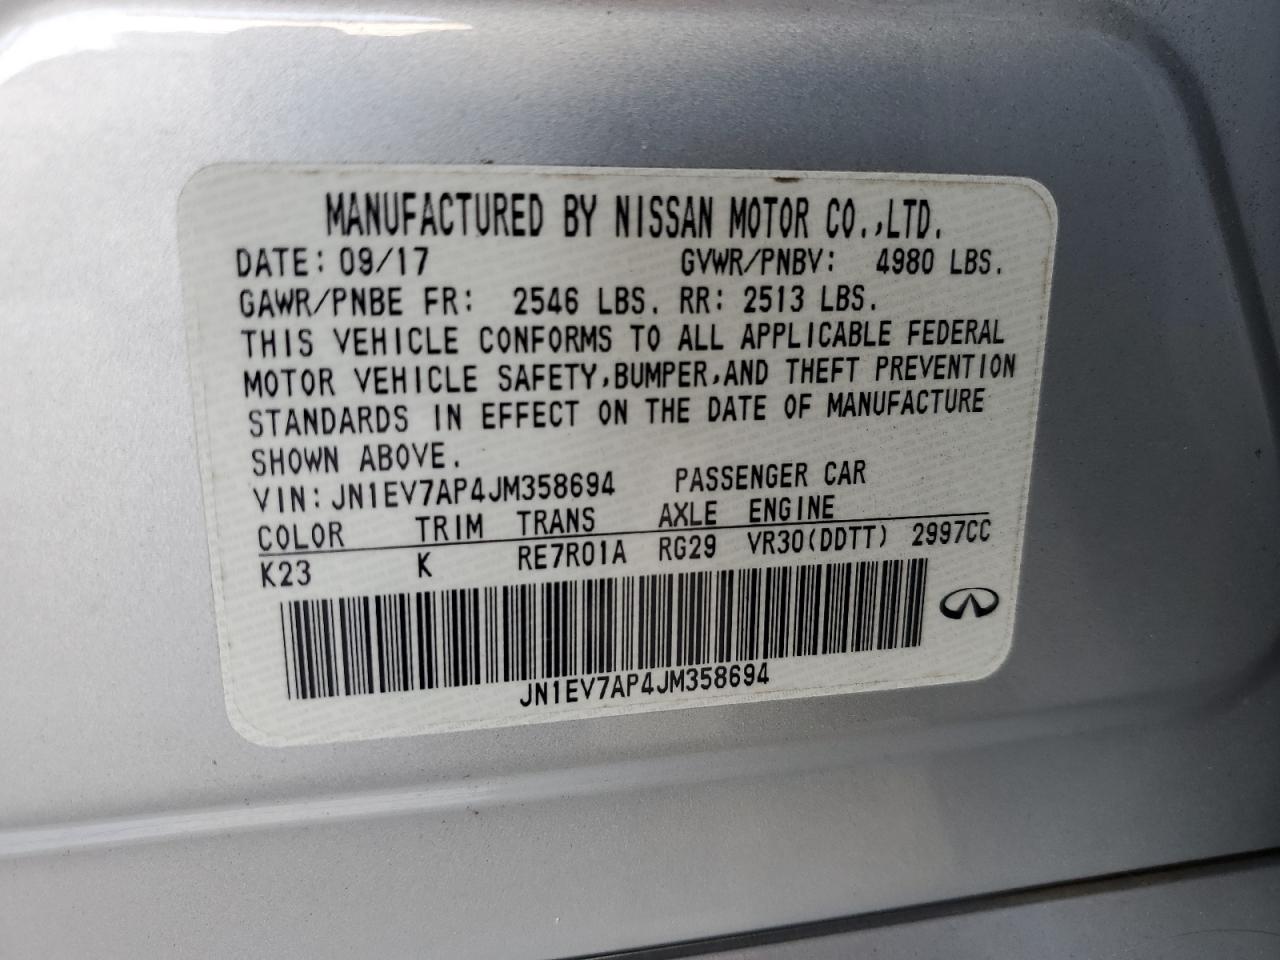 MANUFACTURED BY NISSAN MOTOR CO.,LTD.
DATE: 09/17 GVWR/PNBV: 4980 LBS.
GAWR/PNBE FR: 2546 LBS. RR: 2513 LBS.
THIS VEHICLE CONFORMS TO ALL APPLICABLE FEDERAL
MOTOR VEHICLE SAFETY,BUMPER,AND THEFT PREVENTION
STANDARDS IN EFFECT ON THE DATE OF MANUFACTURE
SHOWN ABOVE.
VIN:JN1EV7AP4JM358694 PASSENGER CAR
COLOR TRIM TRANS AXLE ENGINE
K23 K RE7R01A RG29 VR30(DDTT) 2997CC
JN1EV7AP4JM358694